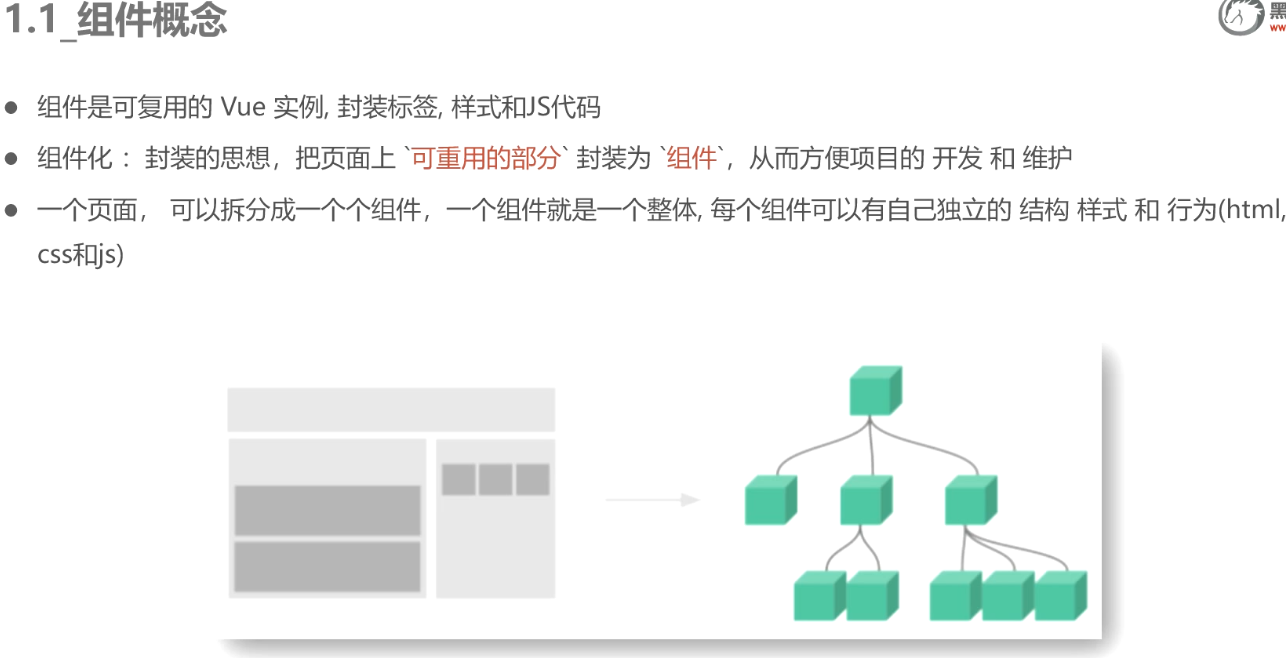 1.1_组件概念
黑
ww
● 组件是可复用的 Vue 实例, 封装标签, 样式和JS代码
● 组件化 ：封装的思想，把页面上 `可重用的部分` 封装为 `组件`，从而方便项目的 开发 和 维护
● 一个页面， 可以拆分成一个个组件，一个组件就是一个整体, 每个组件可以有自己独立的 结构 样式 和 行为(html,
css和js)